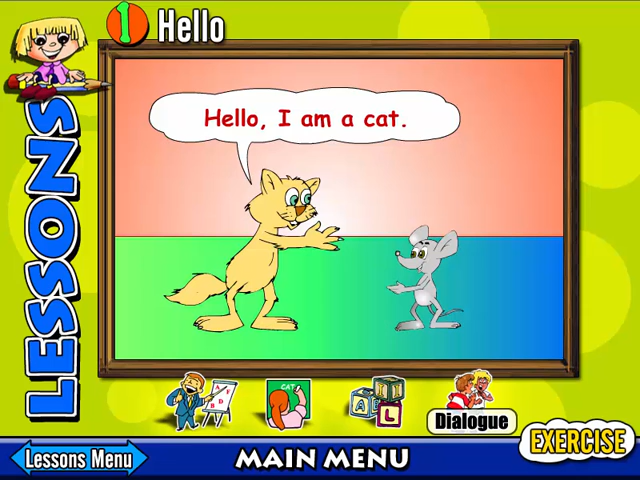 1 Hello
Hello, I am a cat.
LESSONS
CAT
Dialogue
EXERCISE
Lessons Menu
MAIN MENU